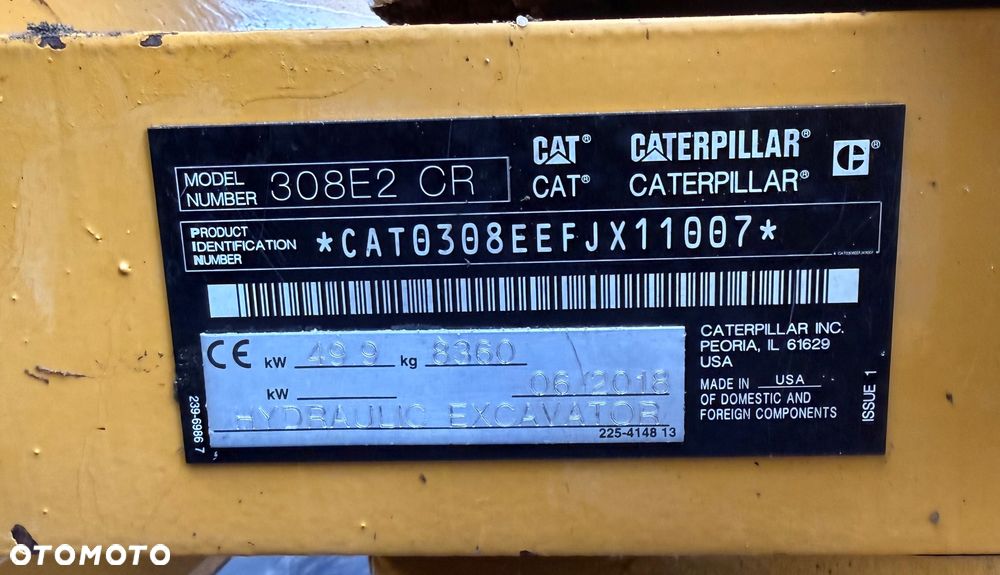 CAT® CATERPILLAR® C®
MODEL NUMBER 308E2 CR CAT® CATERPILLAR®
PRODUCT IDENTIFICATION NUMBER *CAT0308EEFJX11007*
CE kW 49.9 kg 8360
kW 06/2018
HYDRAULIC EXCAVATOR
225-4148 13
CATERPILLAR INC.
PEORIA, IL 61629
USA
MADE IN USA
OF DOMESTIC AND
FOREIGN COMPONENTS
239-6986 7
ISSUE 1
OTOMOTO